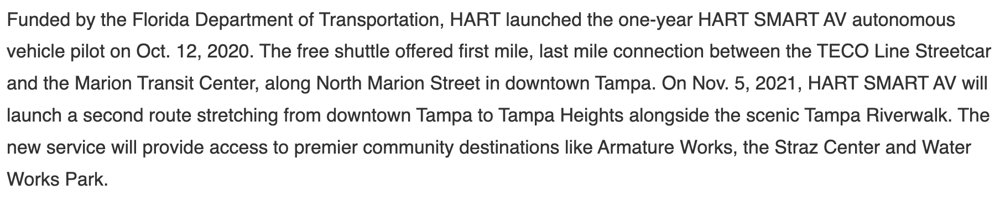 Funded by the Florida Department of Transportation, HART launched the one-year HART SMART AV autonomous
vehicle pilot on Oct. 12, 2020. The free shuttle offered first mile, last mile connection between the TECO Line Streetcar
and the Marion Transit Center, along North Marion Street in downtown Tampa. On Nov. 5, 2021, HART SMART AV will
launch a second route stretching from downtown Tampa to Tampa Heights alongside the scenic Tampa Riverwalk. The
new service will provide access to premier community destinations like Armature Works, the Straz Center and Water
Works Park.